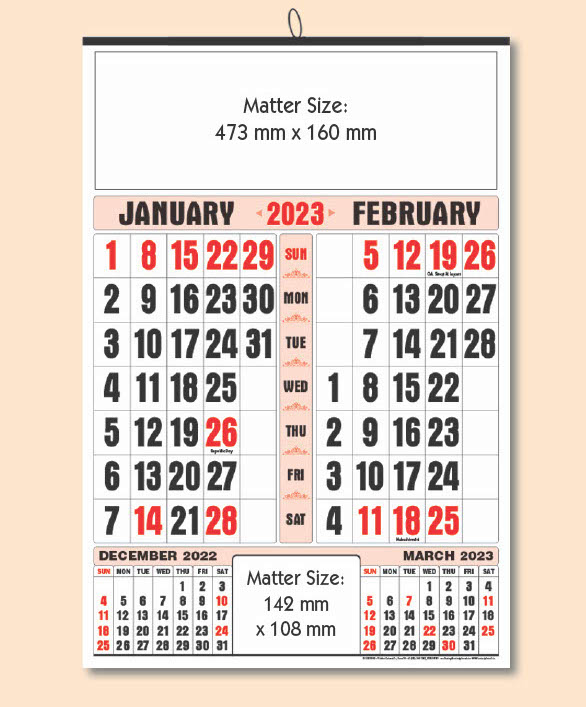 Matter Size:
473 mm x 160 mm
JANUARY 2023 FEBRUARY
1 8 15 22 29 SUN 5 12 19 26
2 9 16 23 30 MON 6 13 20 27
3 10 17 24 31 TUE 7 14 21 28
4 11 18 25 WED 1 8 15 22
5 12 19 26 THU 2 9 16 23
6 13 20 27 FRI 3 10 17 24
7 14 21 28 SAT 4 11 18 25
DECEMBER 2022
SUN MON TUE WED THU FRI SAT
1 2 3
4 5 6 7 8 9 10
11 12 13 14 15 16 17
18 19 20 21 22 23 24
25 26 27 28 29 30 31
Matter Size:
142 mm
x 108 mm
MARCH 2023
SUN MON TUE WED THU FRI SAT
1 2 3 4
5 6 7 8 9 10 11
12 13 14 15 16 17 18
19 20 21 22 23 24 25
26 27 28 29 30 31